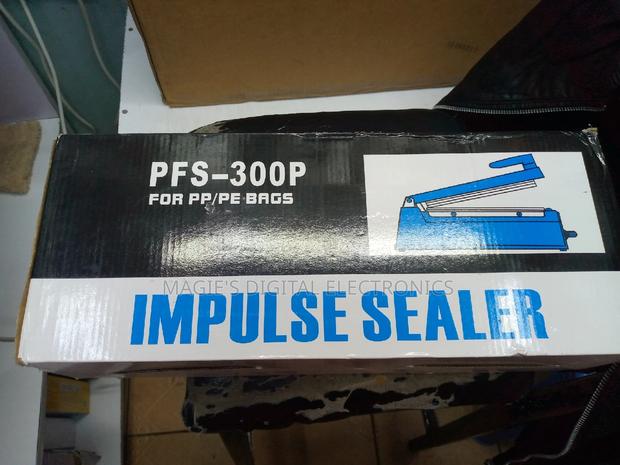 PFS-300P
FOR PP/PE BAGS
MAGIE'S DIGITAL ELECTRONICS
IMPULSE SEALER